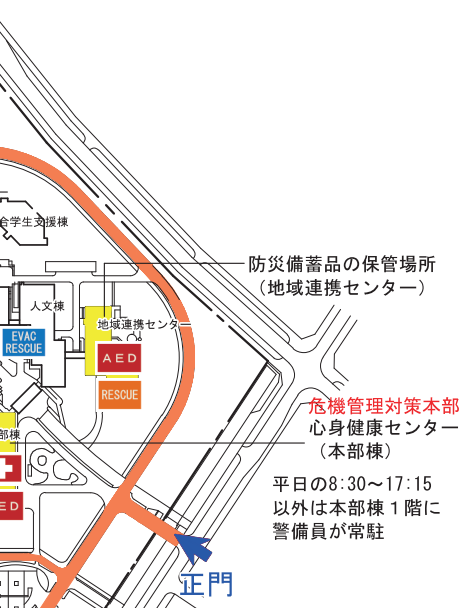 合学生支援棟
防災備蓄品の保管場所
（地域連携センター）
人文棟
地域連携センター
EVAC
RESCUE
AED
RESCUE
危機管理対策本部
心身健康センター
（本部棟）
部棟
平日の8:30～17:15
以外は本部棟１階に
警備員が常駐
ED
正門